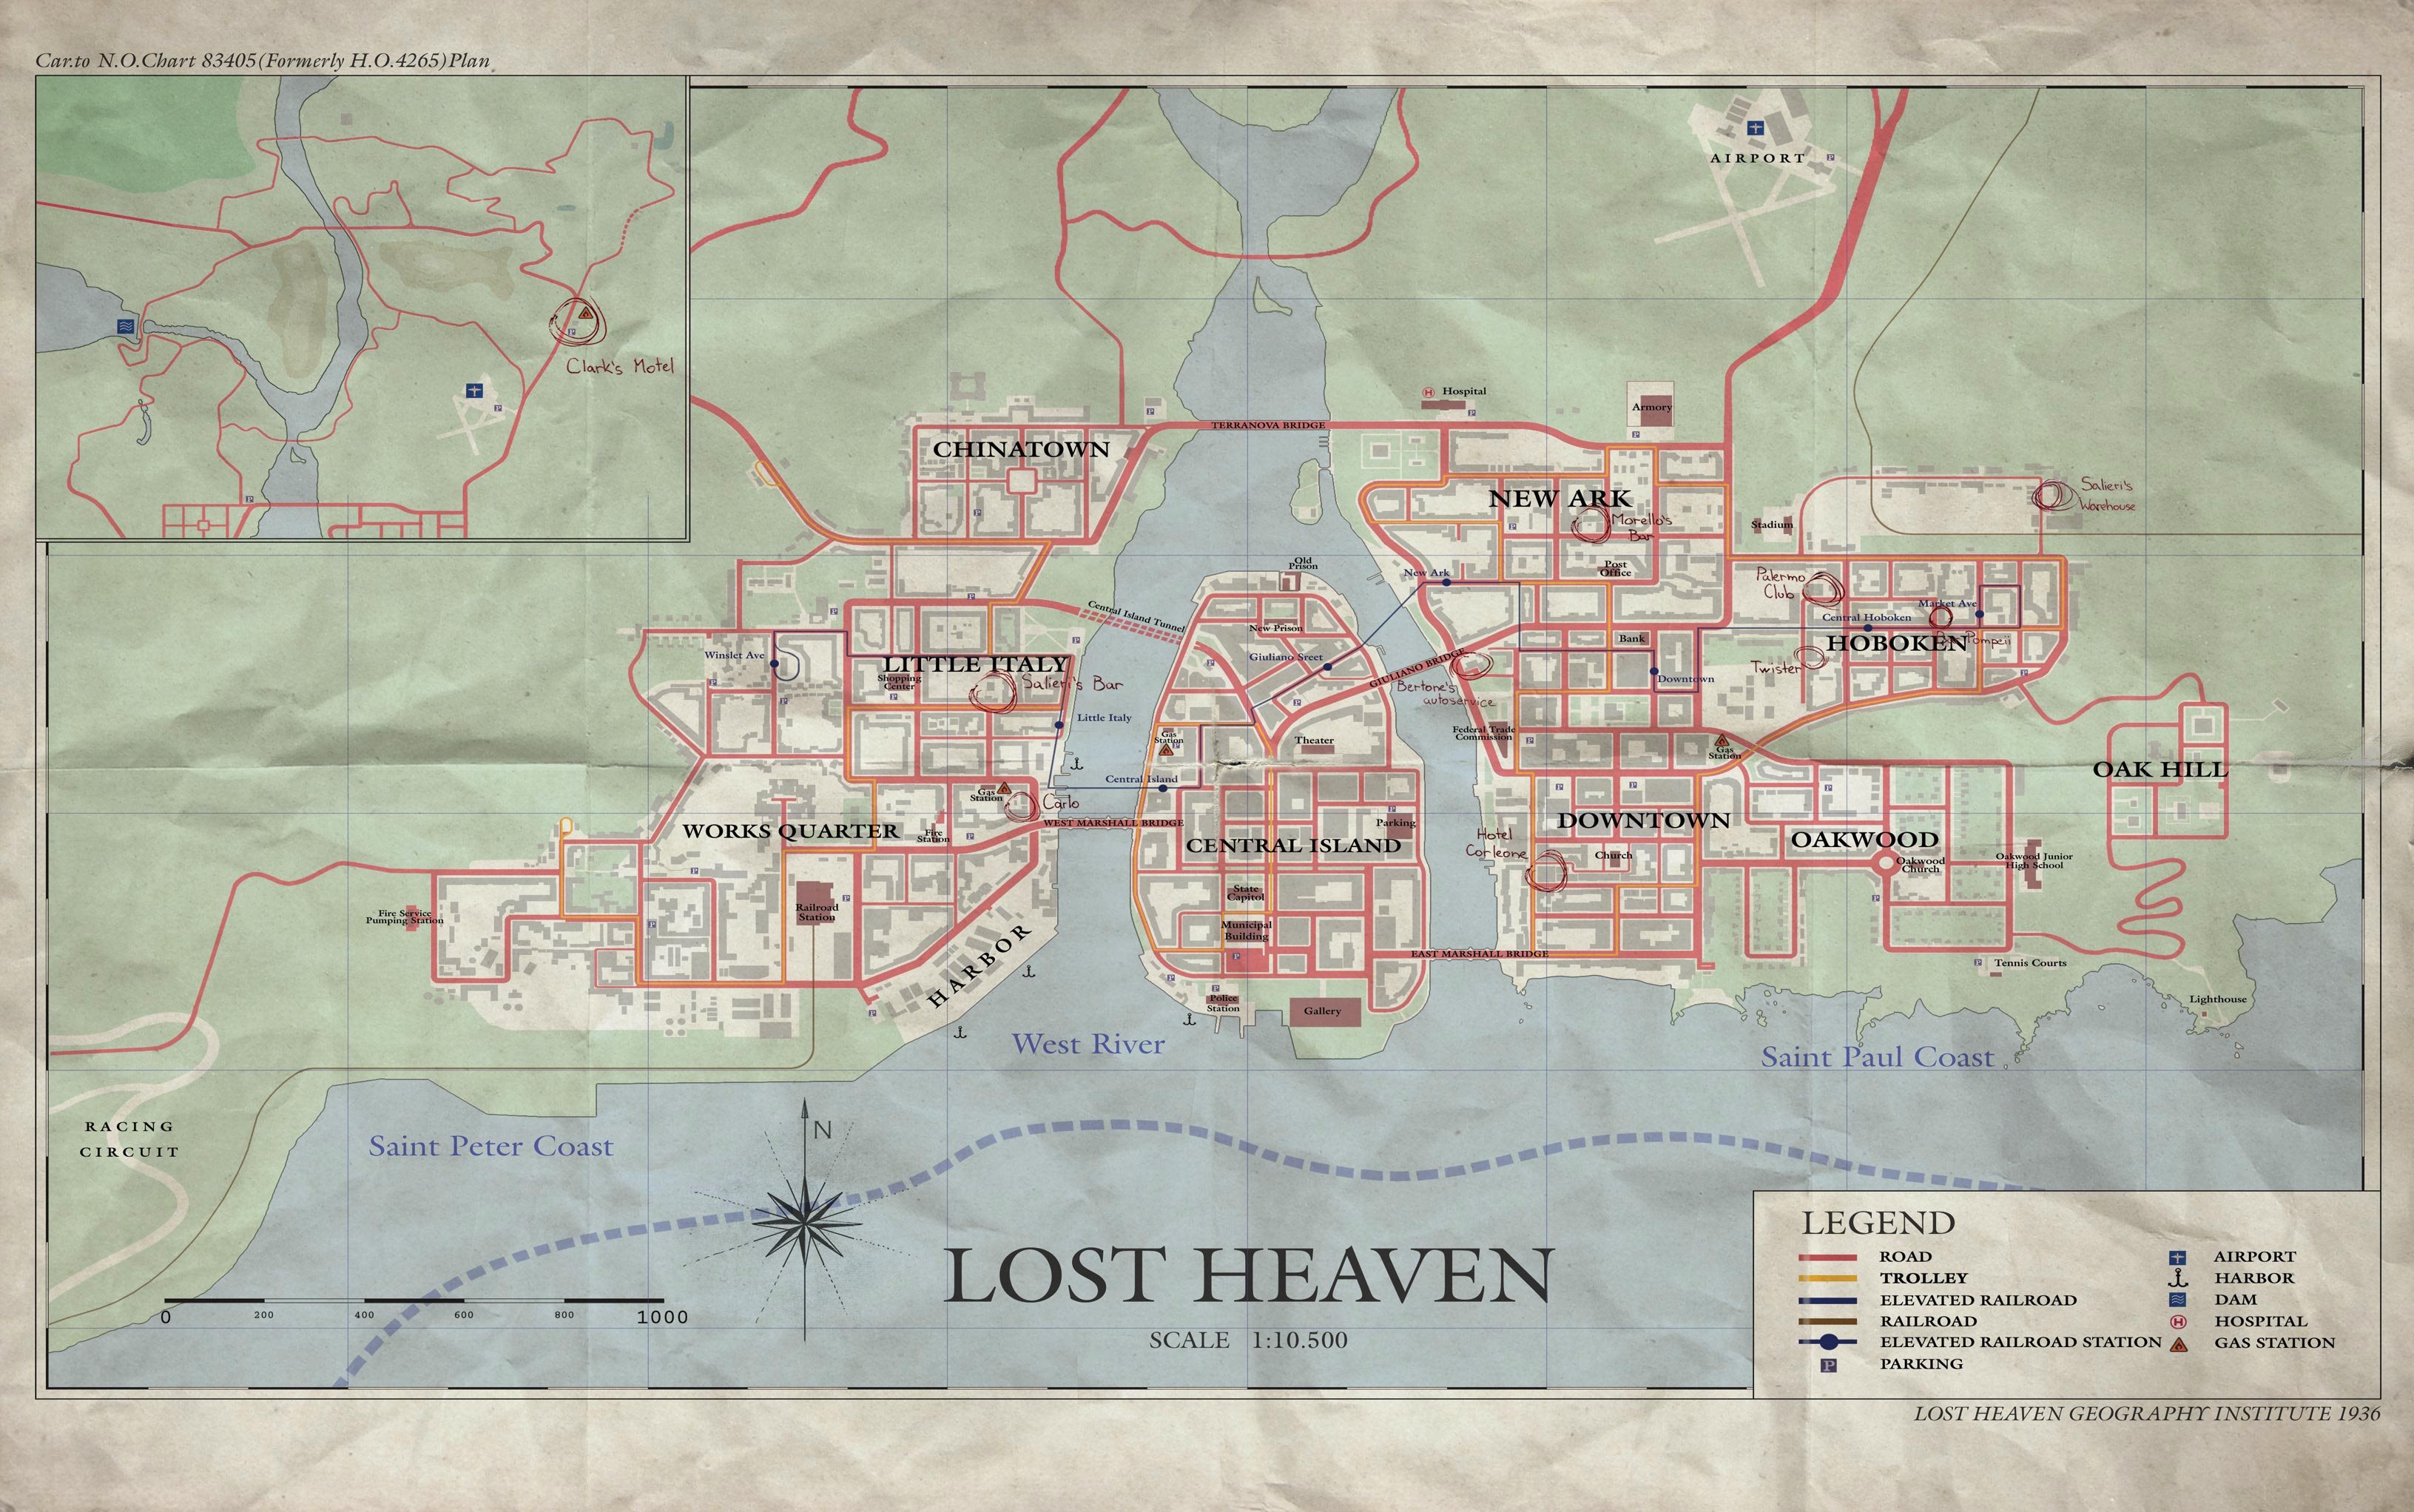 Car.to N.O.Chart 83405(Formerly H.O.4265)Plan
Clark's Motel
AIRPORT
CHINATOWN
TERRANOVA BRIDGE
Hospital
Armory
NEW ARK
Morello's
Bar
Stadium
Salieri's
Warehouse
Old
Prison
New Ark
Post
Office
Palermo
Club
Central Island Tunnel
New Prison
Market Ave
Central Hoboken
HOBOKEN
Pompeii
Bank
Winslet Ave
LITTLE ITALY
Shopping
Center
Salieri's Bar
Giuliano Sreet
GIULIANO BRIDGE
Bertone's
autoservice
Twister
Downtown
Little Italy
Gas
Station
Theater
Federal Trade
Commission
Gas
Station
OAK HILL
Central Island
Gas
Station
Carlo
WORKS QUARTER
Fire
Station
WEST MARSHALL BRIDGE
CENTRAL ISLAND
Parking
Hotel
Corleone
DOWNTOWN
Church
OAKWOOD
Oakwood
Church
Oakwood Junior
High School
Fire Service
Pumping Station
Railroad
Station
State
Capitol
Municipal
Building
HARBOR
EAST MARSHALL BRIDGE
Tennis Courts
Lighthouse
Police
Station
Gallery
West River
Saint Paul Coast
RACING
CIRCUIT
Saint Peter Coast
N
LOST HEAVEN
SCALE 1:10.500
0 200 400 600 800 1000
LEGEND
ROAD
TROLLEY
ELEVATED RAILROAD
RAILROAD
ELEVATED RAILROAD STATION
P PARKING
AIRPORT
HARBOR
DAM
H HOSPITAL
GAS STATION
LOST HEAVEN GEOGRAPHY INSTITUTE 1936